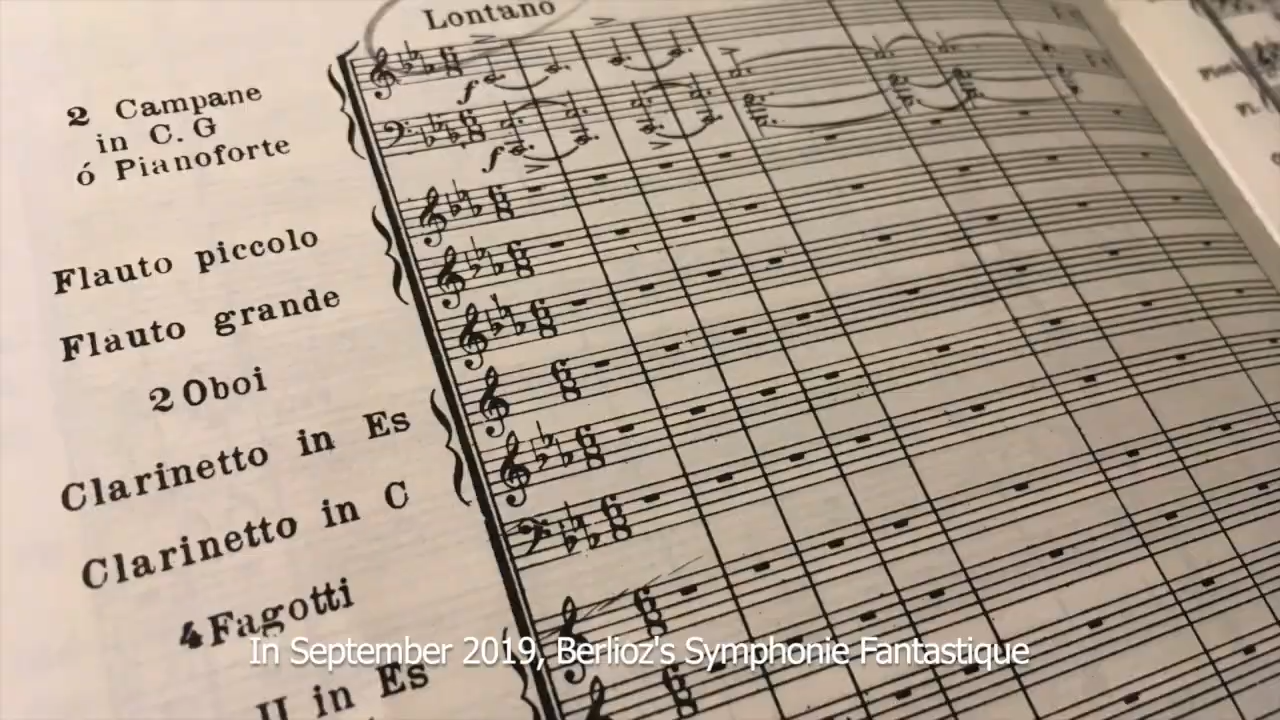 Lontano
2 Campane
in C. G
ó Pianoforte
Flauto piccolo
Flauto grande
2 Oboi
Clarinetto in Es
Clarinetto in C
4 Fagotti
II in Es
In September 2019, Berlioz's Symphonie Fantastique